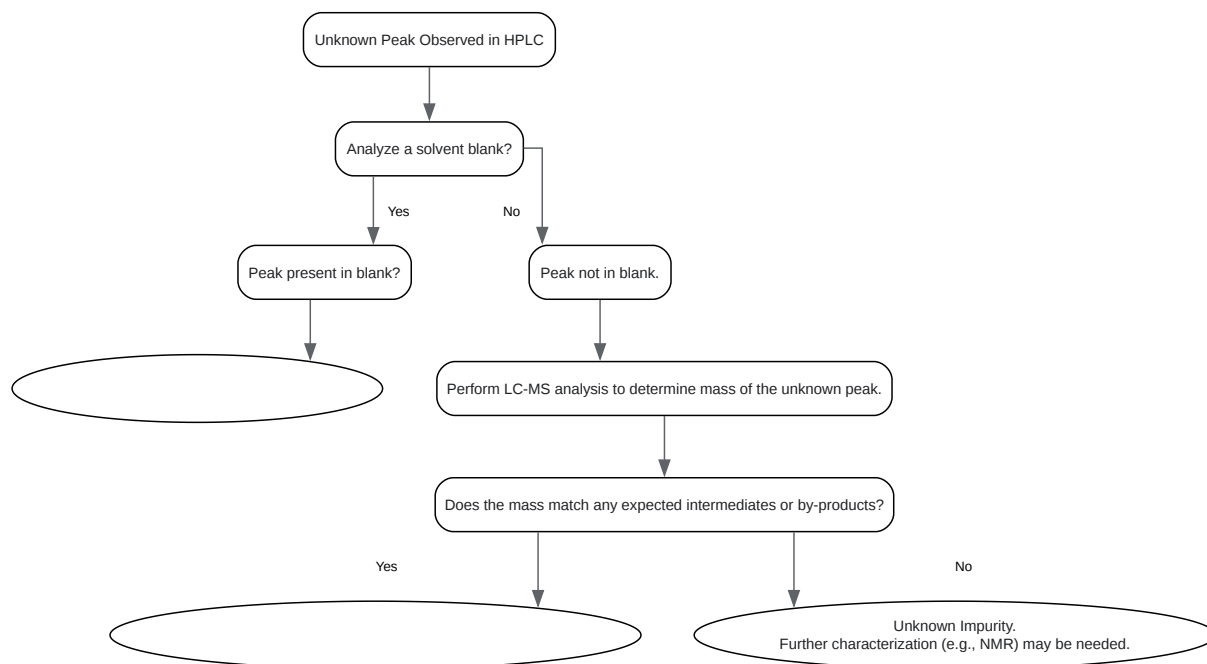 Unknown Peak Observed in HPLC
Analyze a solvent blank?
Yes
No
Peak present in blank?
Peak not in blank.
Perform LC-MS analysis to determine mass of the unknown peak.
Does the mass match any expected intermediates or by-products?
Yes
No
Unknown Impurity.
Further characterization (e.g., NMR) may be needed.